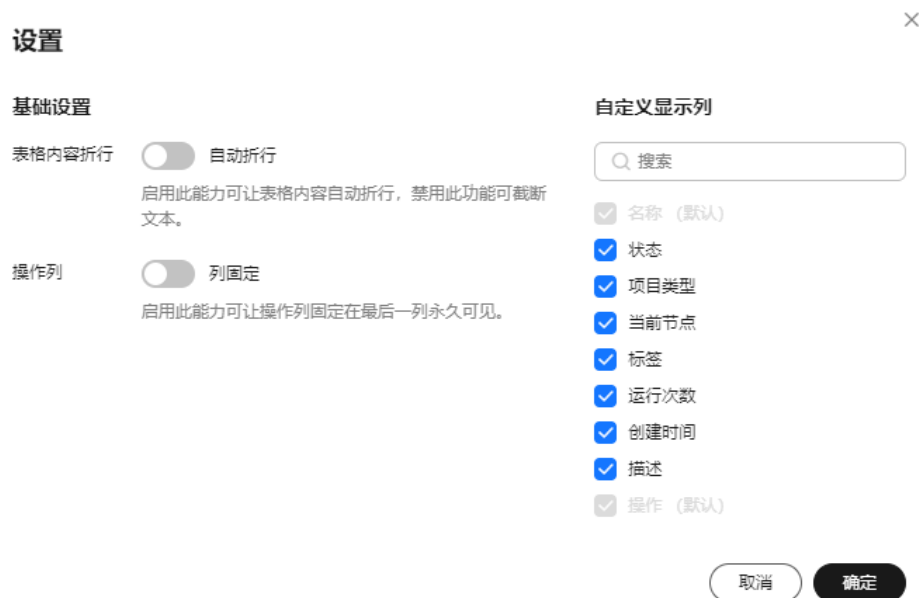 设置
基础设置
表格内容折行
自动折行
启用此能力可让表格内容自动折行，禁用此功能可截断
文本。
操作列
列固定
启用此能力可让操作列固定在最后一列永久可见。
自定义显示列
搜索
名称（默认）
状态
项目类型
当前节点
标签
运行次数
创建时间
描述
操作（默认）
取消
确定